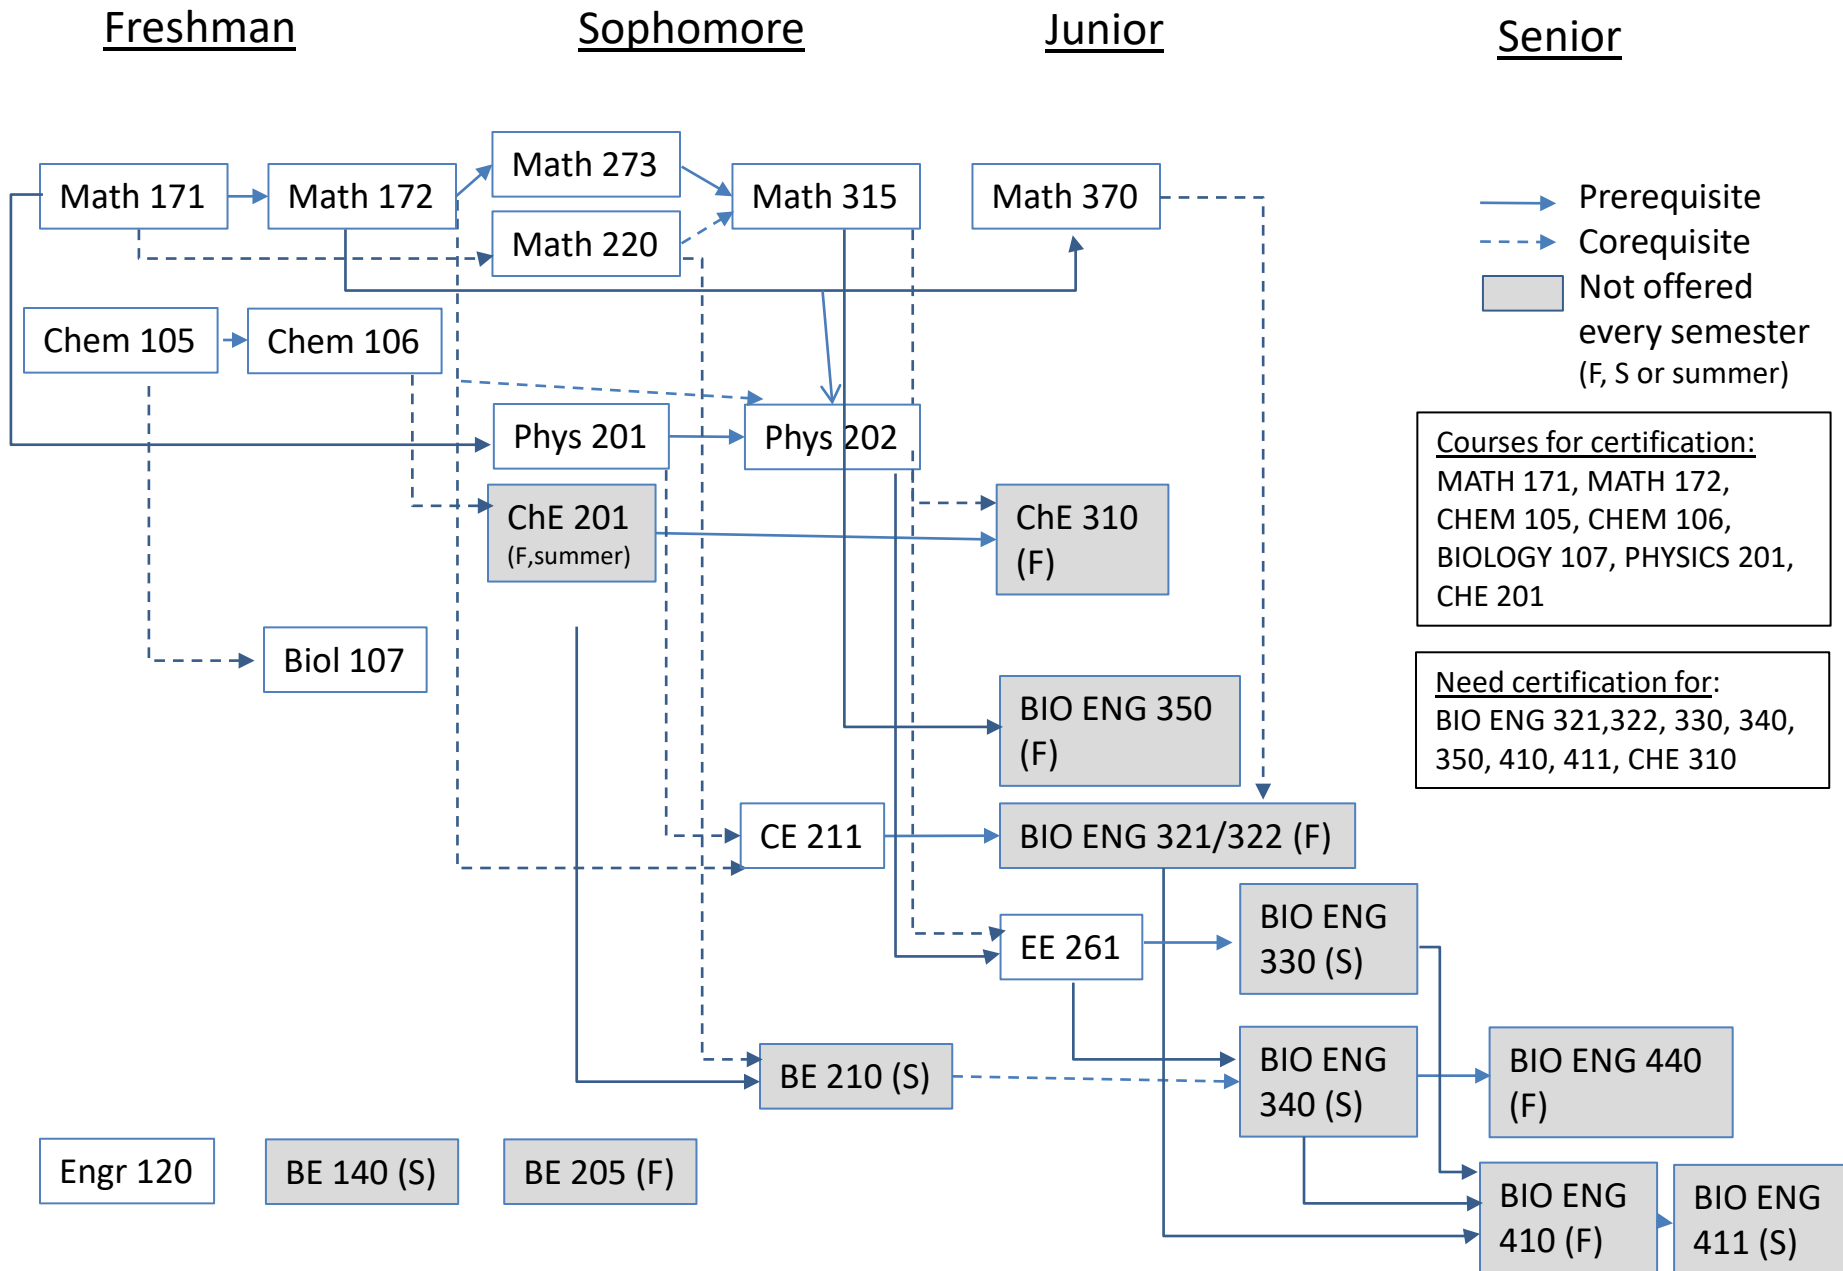 Freshman
Sophomore
Junior
Senior
Math 171
Math 172
Math 273
Math 220
Math 315
Math 370
Prerequisite
Corequisite
Not offered
every semester
(F, S or summer)
Chem 105
Chem 106
Phys 201
Phys 202
ChE 201
(F,summer)
ChE 310
(F)
Courses for certification:
MATH 171, MATH 172,
CHEM 105, CHEM 106,
BIOLOGY 107, PHYSICS 201,
CHE 201
Biol 107
Need certification for:
BIO ENG 321,322, 330, 340,
350, 410, 411, CHE 310
BIO ENG 350
(F)
CE 211
BIO ENG 321/322 (F)
EE 261
BIO ENG
330 (S)
BE 210 (S)
BIO ENG
340 (S)
BIO ENG 440
(F)
Engr 120
BE 140 (S)
BE 205 (F)
BIO ENG
410 (F)
BIO ENG
411 (S)